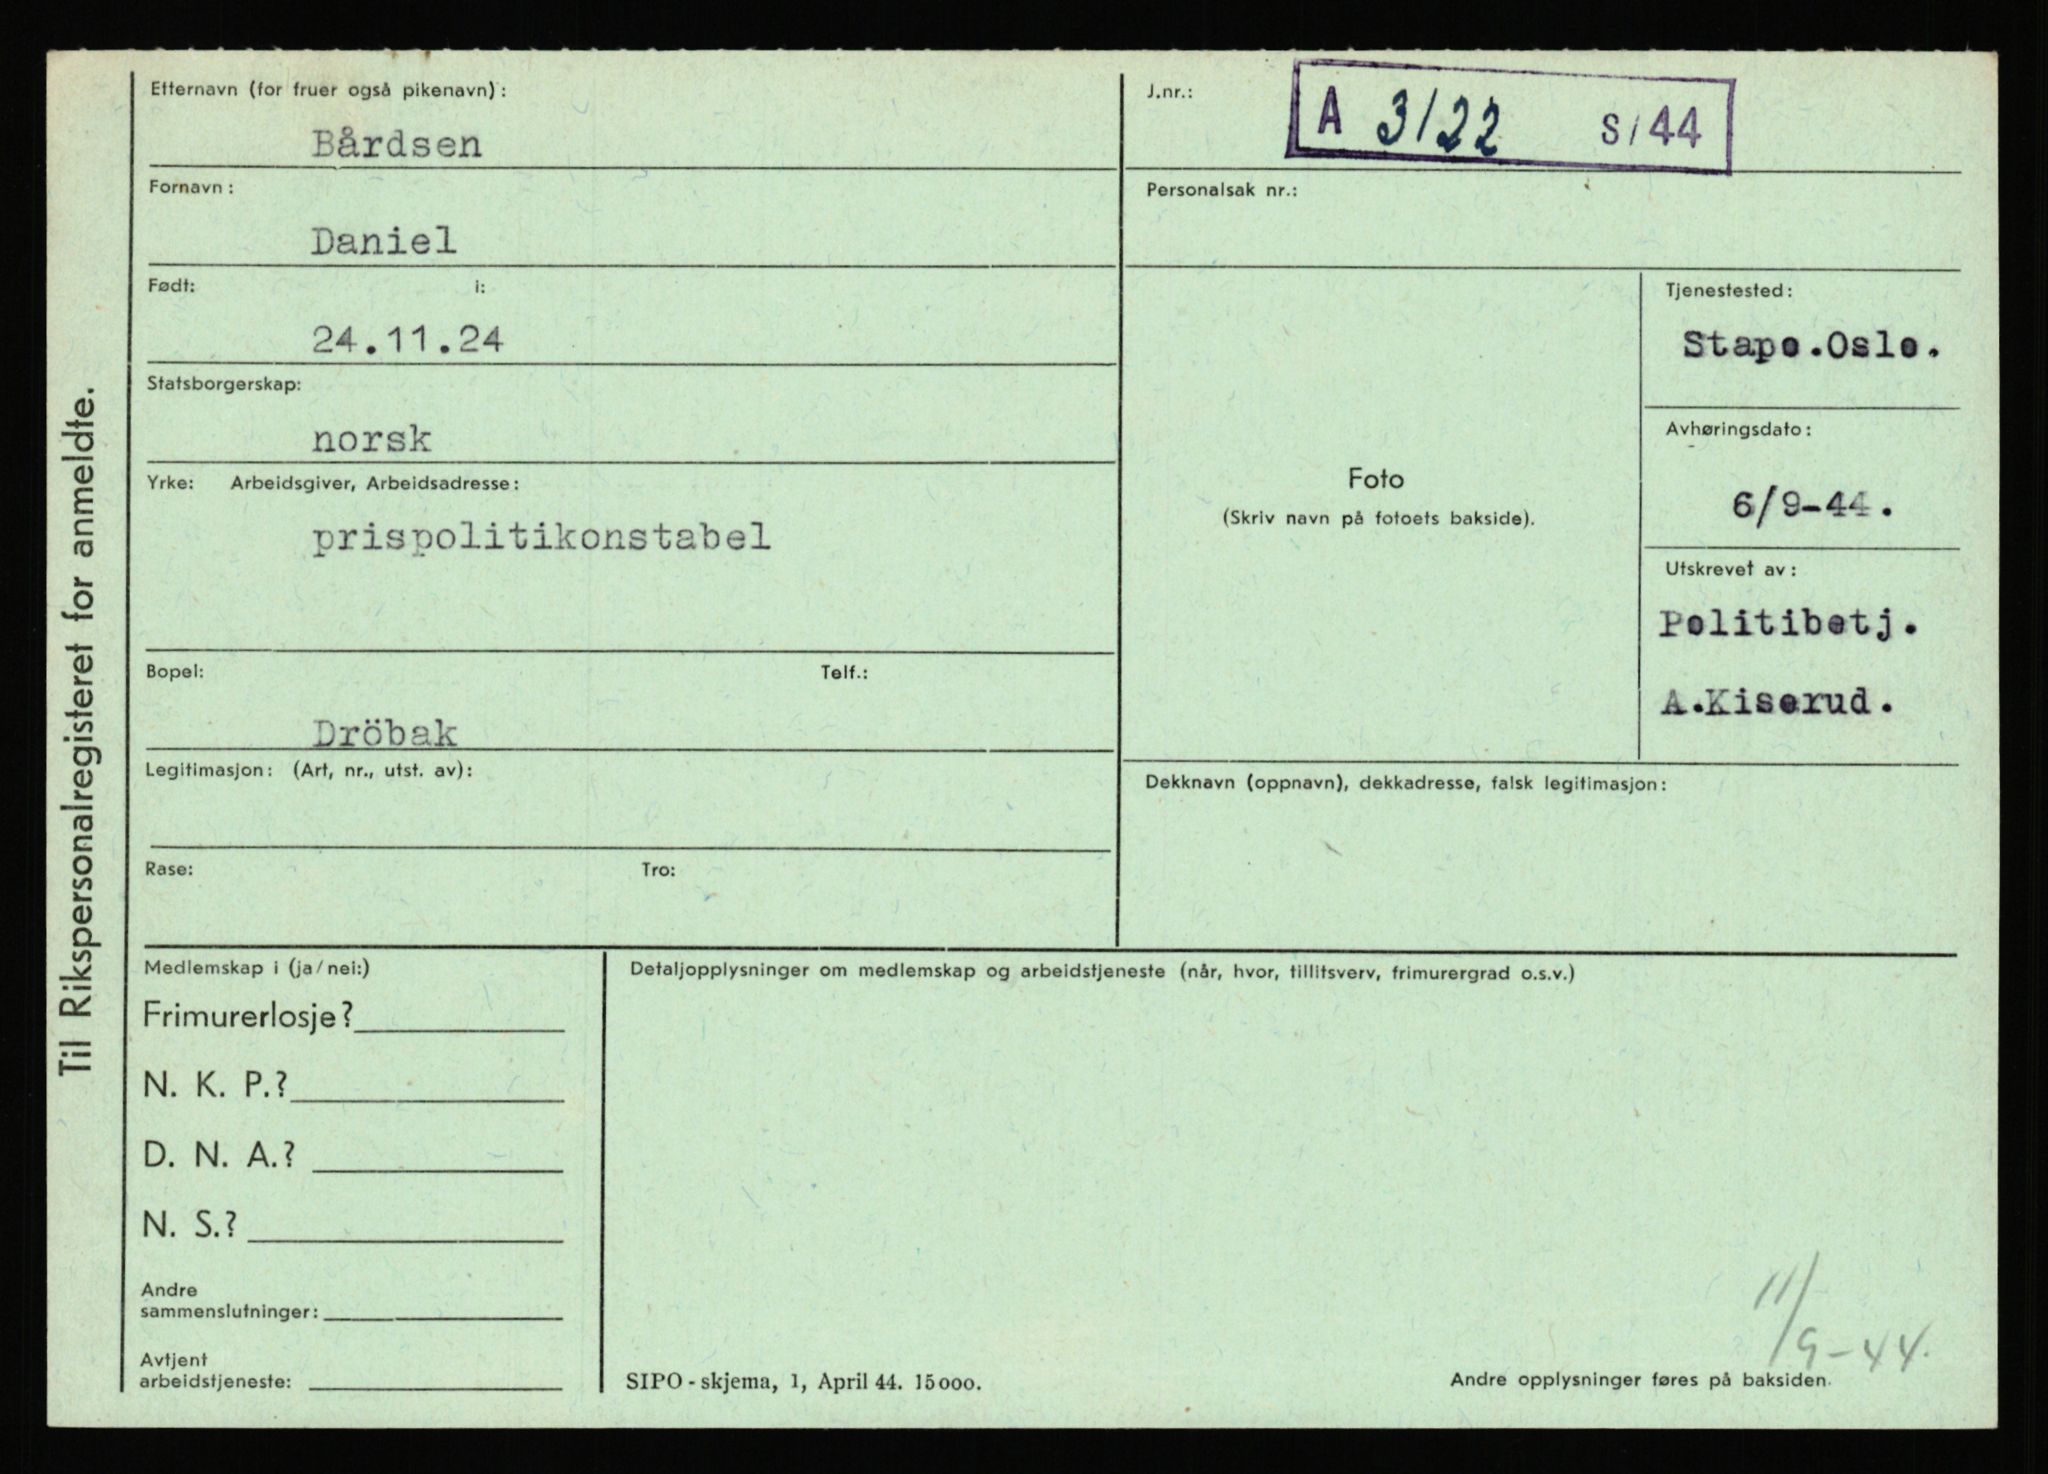 Til Rikspersonalregisteret for anmeldte.
Etternavn (for fruer også pikenavn):
Bårdsen
Fornavn:
Daniel
Født: i:
24.11.24
Statsborgerskap:
norsk
Yrke: Arbeidsgiver, Arbeidsadresse:
prispolitikonstabel
Bopel: Telf.:
Dröbak
Legitimasjon: (Art, nr., utst. av):
Rase: Tro:
J.nr.:
A 3122 S/44
Personalsak nr.:
Foto
(Skriv navn på fotoets bakside).
Tjenestested:
Stapo.Oslo.
Avhøringsdato:
6/9-44.
Utskrevet av:
Politibetj.
A.Kiserud.
Dekknavn (oppnavn), dekkadresse, falsk legitimasjon:
Medlemskap i (ja/nei:)
Frimurerlosje?
N. K. P.?
D. N. A.?
N. S.?
Andre
sammenslutninger:
Avtjent
arbeidstjeneste:
Detaljopplysninger om medlemskap og arbeidstjeneste (når, hvor, tillitsverv, frimurergrad o.s.v.)
11/9-44.
SIPO - skjema, 1, April 44. 15000.
Andre opplysninger føres på baksiden.